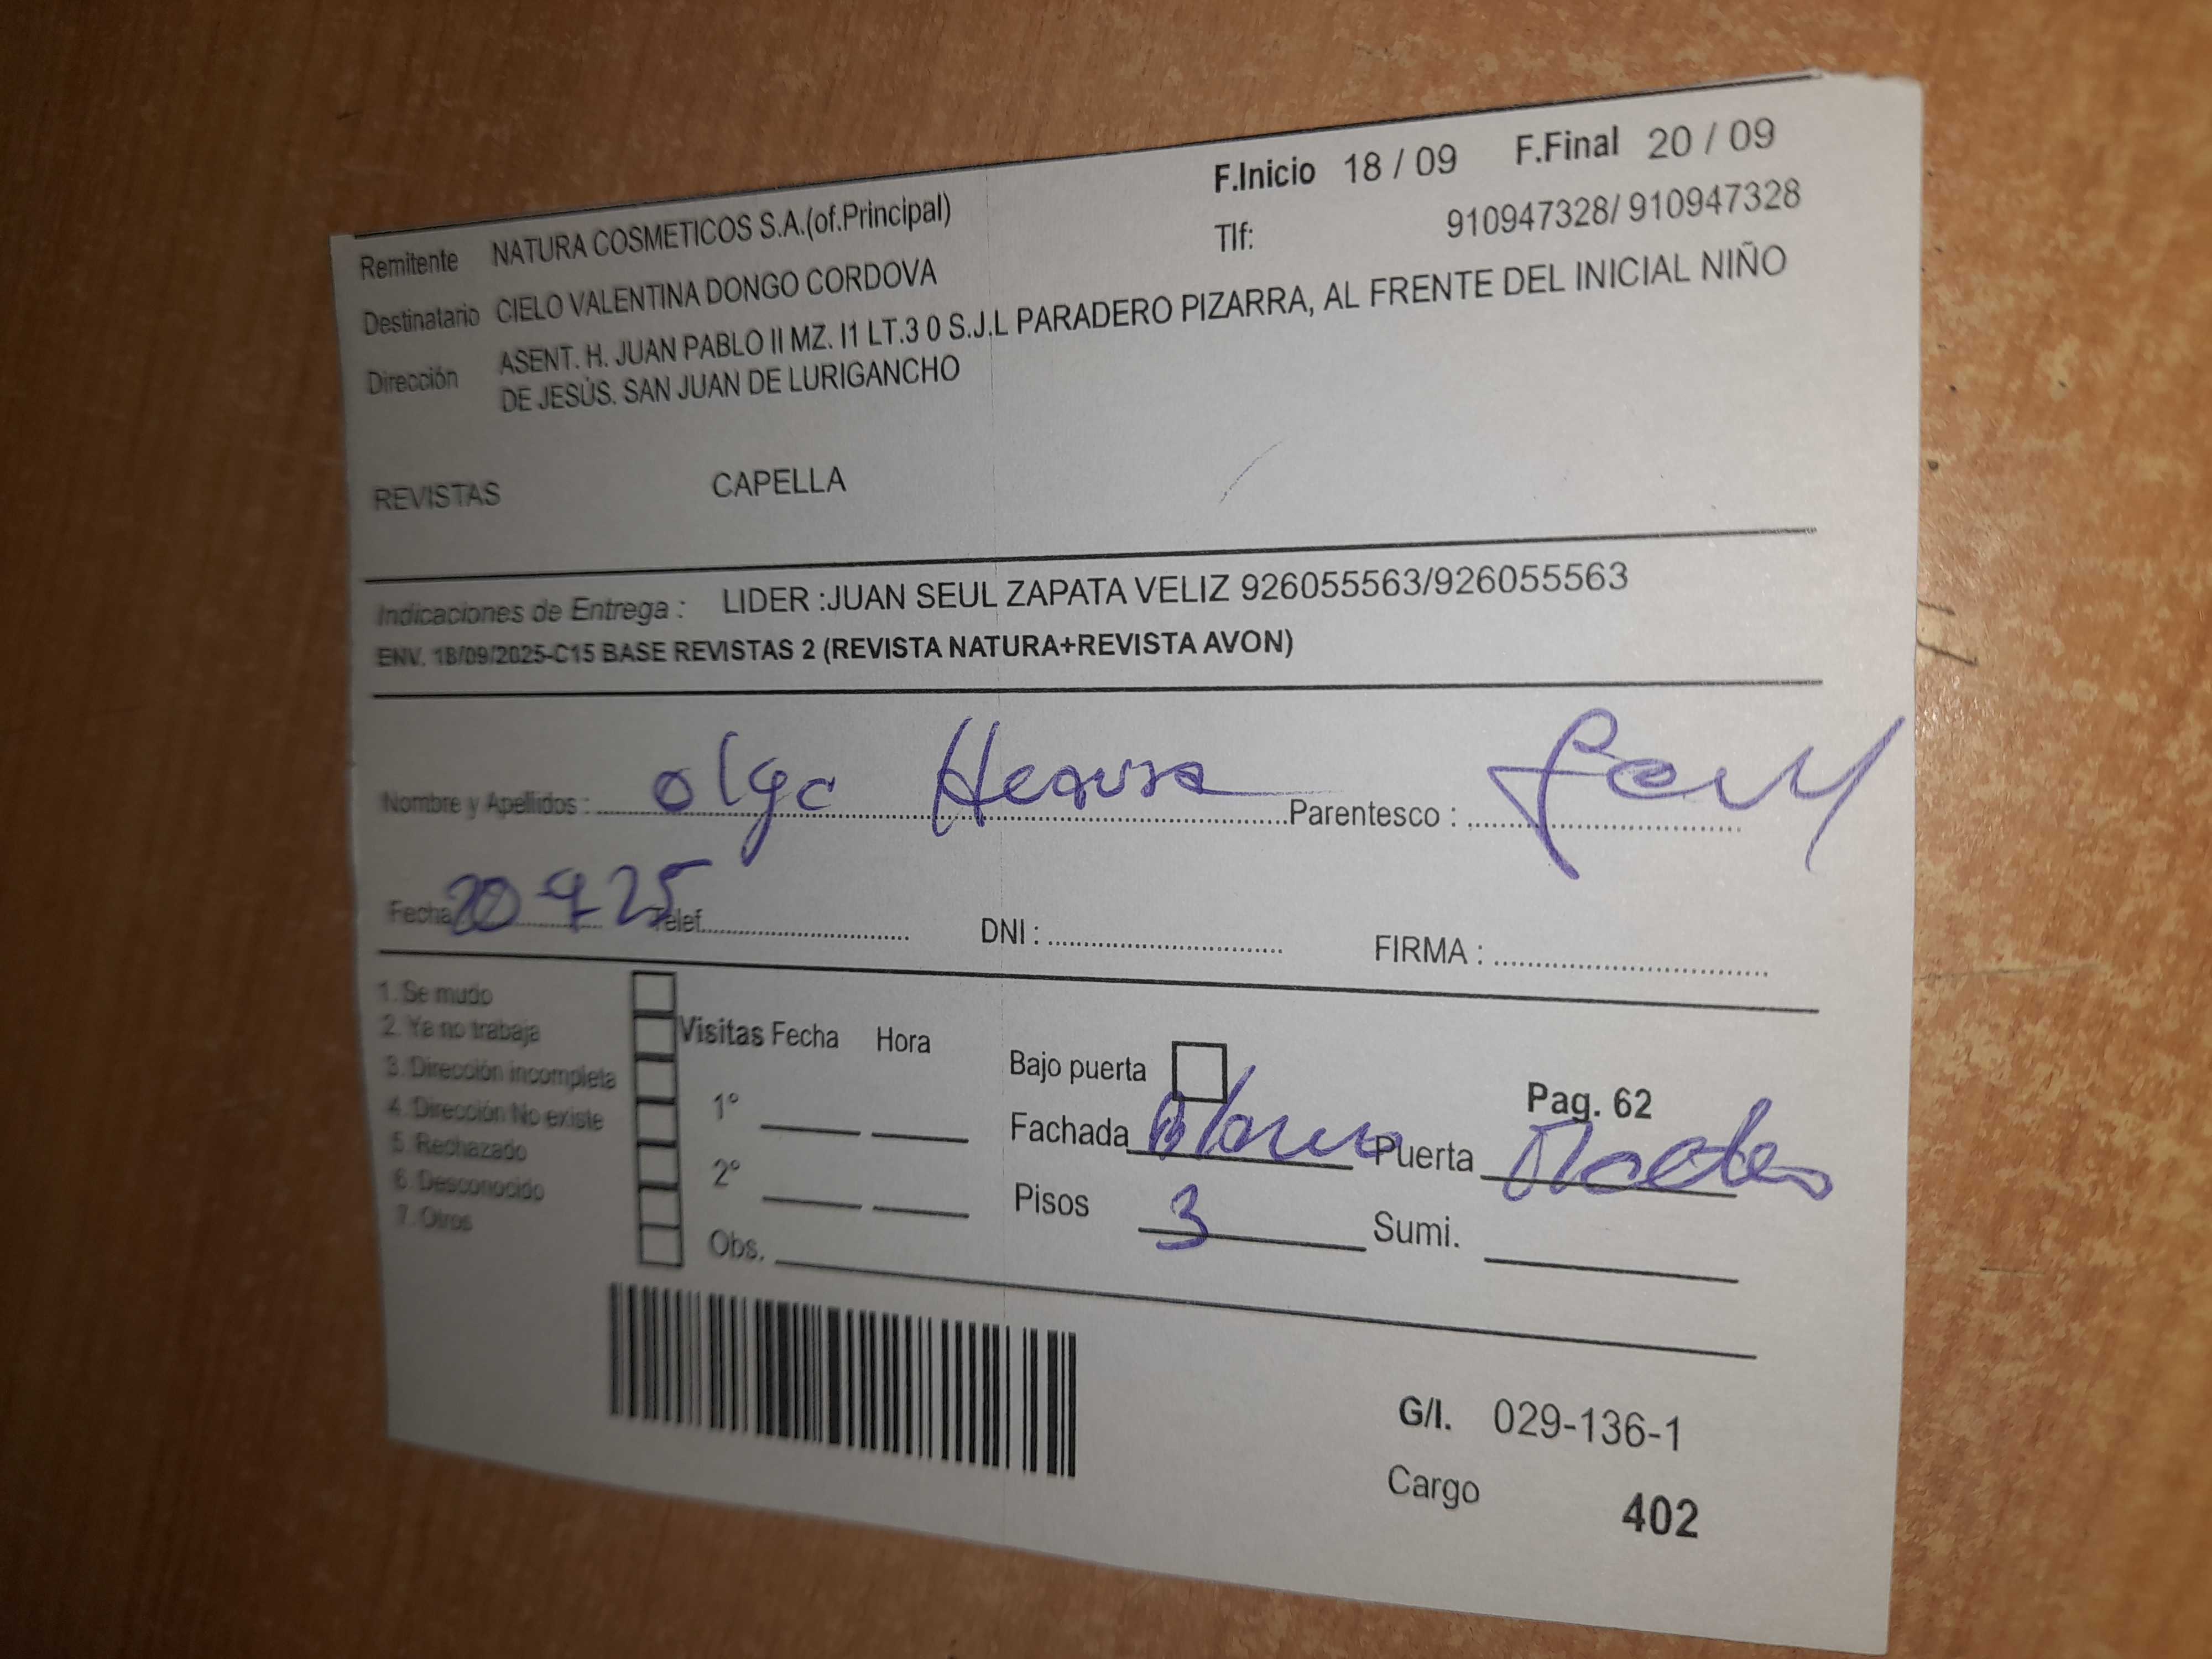 F.Inicio 18 / 09 F.Final 20 / 09
Remitente NATURA COSMETICOS S.A.(of.Principal) Tlf: 910947328/ 910947328
Destinatario CIELO VALENTINA DONGO CORDOVA
Dirección ASENT. H. JUAN PABLO II MZ. I1 LT.3 0 S.J.L PARADERO PIZARRA, AL FRENTE DEL INICIAL NIÑO
DE JESÚS. SAN JUAN DE LURIGANCHO
REVISTAS CAPELLA
Indicaciones de Entrega : LIDER :JUAN SEUL ZAPATA VELIZ 926055563/926055563
ENV. 18/09/2025-C15 BASE REVISTAS 2 (REVISTA NATURA+REVISTA AVON)
Nombre y Apellidos : Olga Parentesco :
Fecha 20 9 25 Telef. DNI : FIRMA :
1. Se mudo
2. Ya no trabaja
3. Dirección incompleta
4. Dirección No existe
5. Rechazado
6. Desconocido
7. Otros
Visitas Fecha Hora
1°
2°
Obs.
Bajo puerta
Pag. 62
Fachada Puerta
Pisos 3 Sumi.
G/I. 029-136-1
Cargo 402